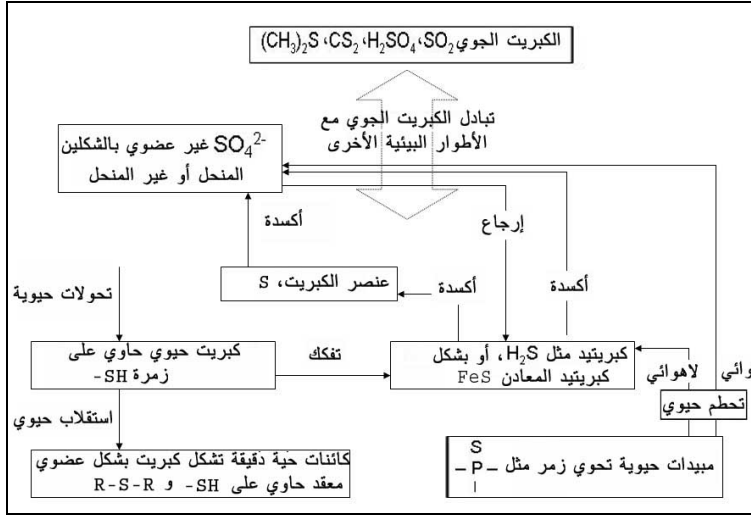 الكبريت الجوي (CH₃)₂S ،CS₂ ،H₂SO₄ ،SO₂
تبادل الكبريت الجوي مع
الأطوار البيئية الأخرى
SO₄²⁻ غير عضوي بالشكلين
المنحل أو غير المنحل
أكسدة
إرجاع
عنصر الكبريت، S
أكسدة
أكسدة
تحولات حيوية
كبريت حيوي حاوي على
زمرة SH-
تفكك
كبريتيد مثل H₂S، أو بشكل
كبريتيد المعادن FeS
لاهوائي
وائي
تحطم حيوي
استقلاب حيوي
كائنات حية دقيقة تشكل كبريت بشكل عضوي
معقد حاوي على SH- و R-S-R
مبيدات حيوية تحوي زمر مثل
S
–P–